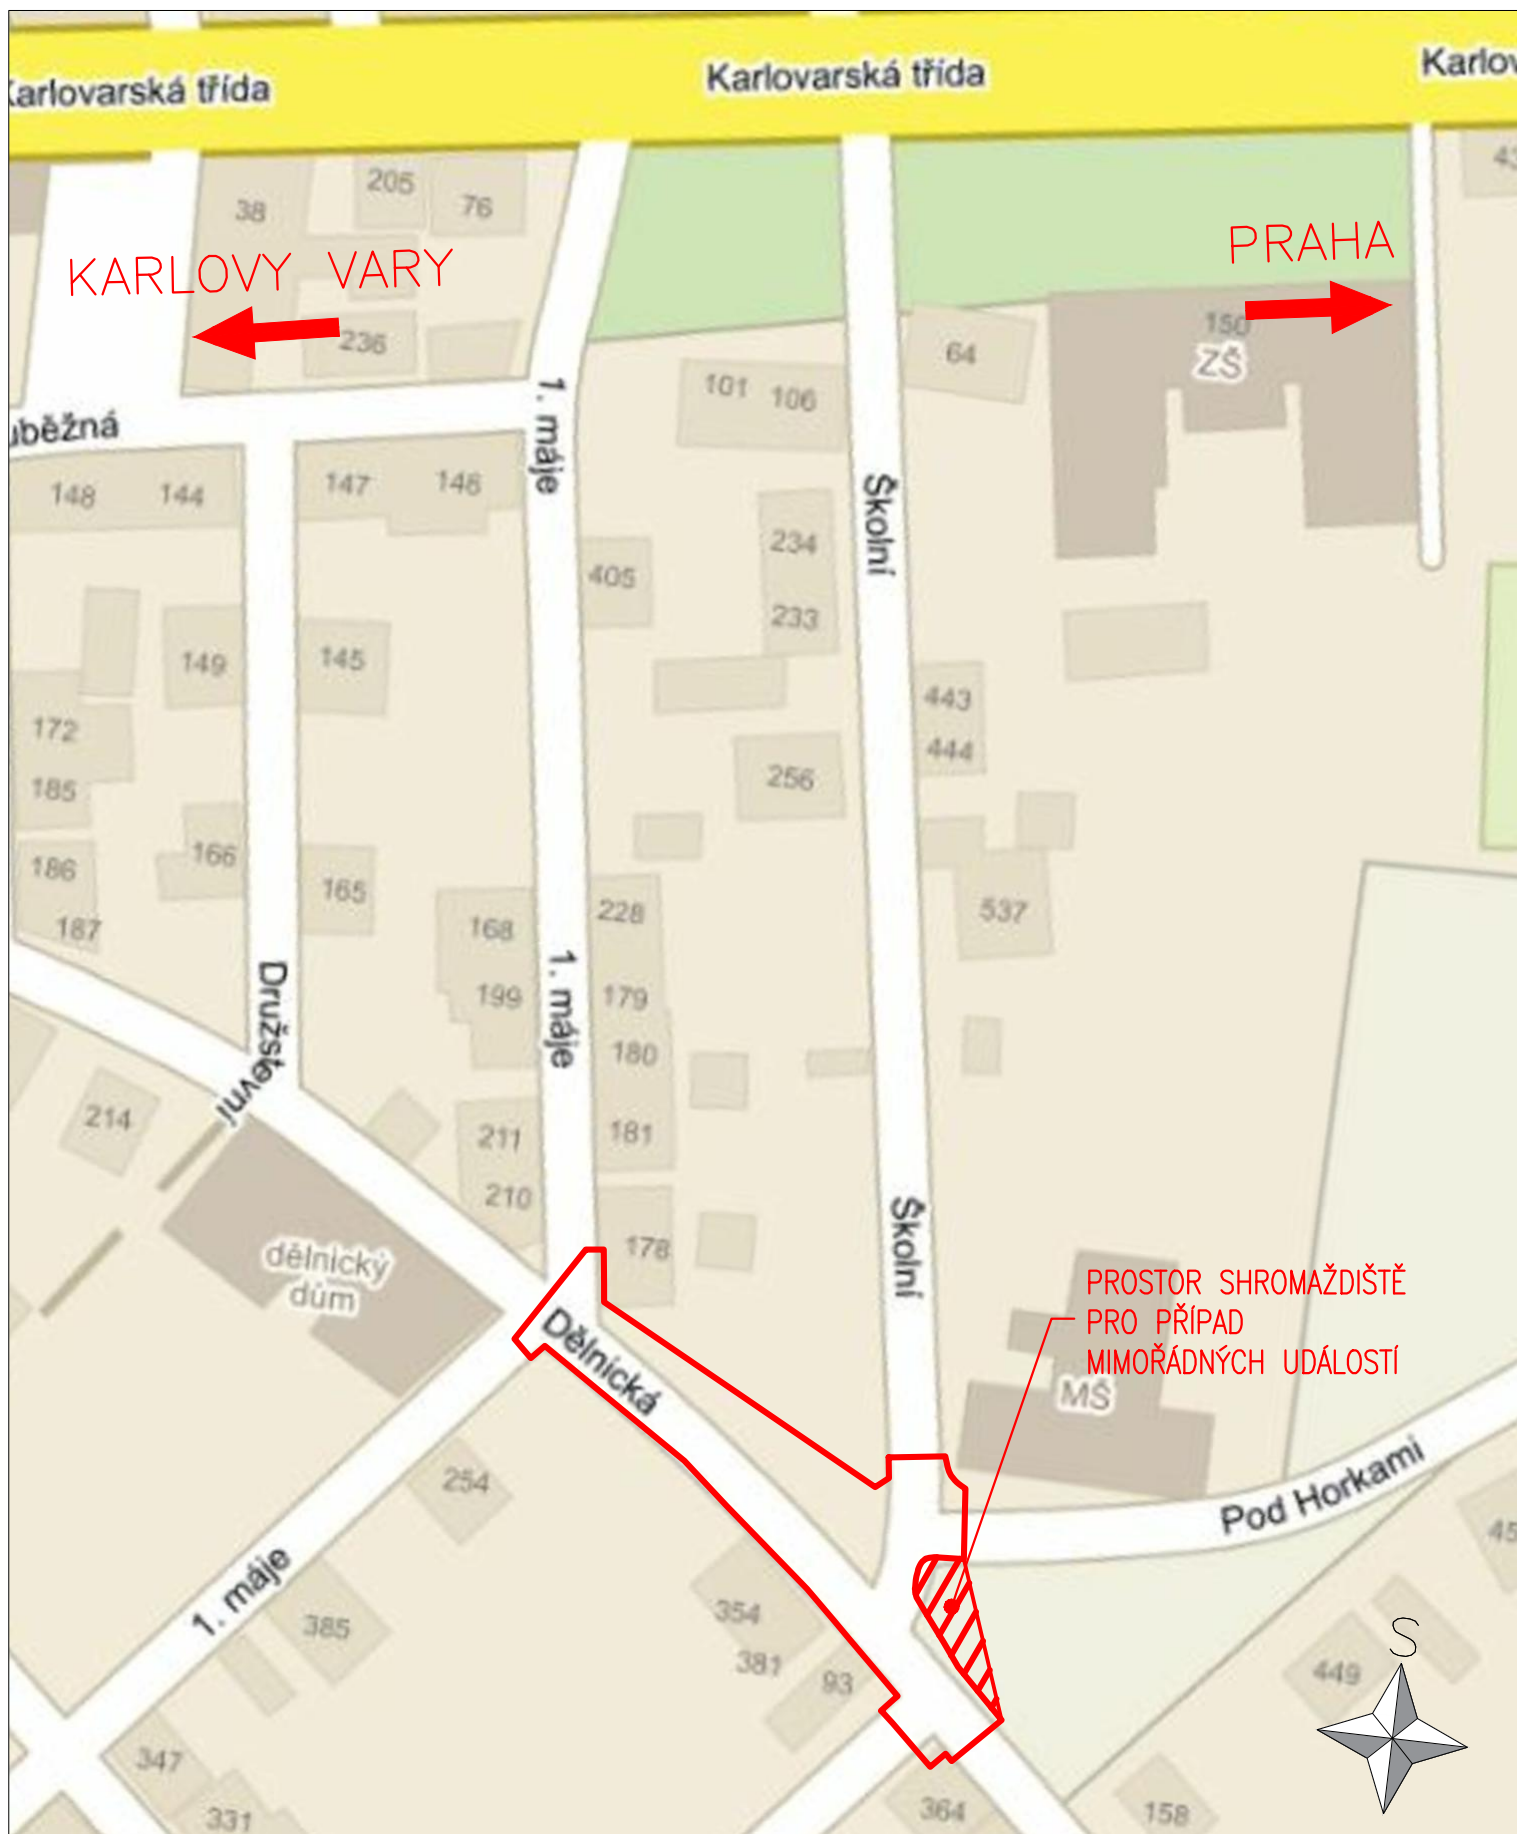 Karlovarská třída
Karlovarská třída
Karlov
205
38
76
43
KARLOVY VARY
PRAHA
236
150
ZŠ
64
101 106
1. máje
uběžná
148 144
147 146
Školní
234
405
233
149
145
443
172
444
256
185
166
186
165
187
228
537
168
1. máje
199
179
Družstevní
180
214
211
181
210
178
Školní
dělnický
dům
PROSTOR SHROMAŽDIŠTĚ
PRO PŘÍPAD
MIMOŘÁDNÝCH UDÁLOSTÍ
Dělnická
MŠ
254
Pod Horkami
45
1. máje
354
385
S
381
93
449
347
364
158
331